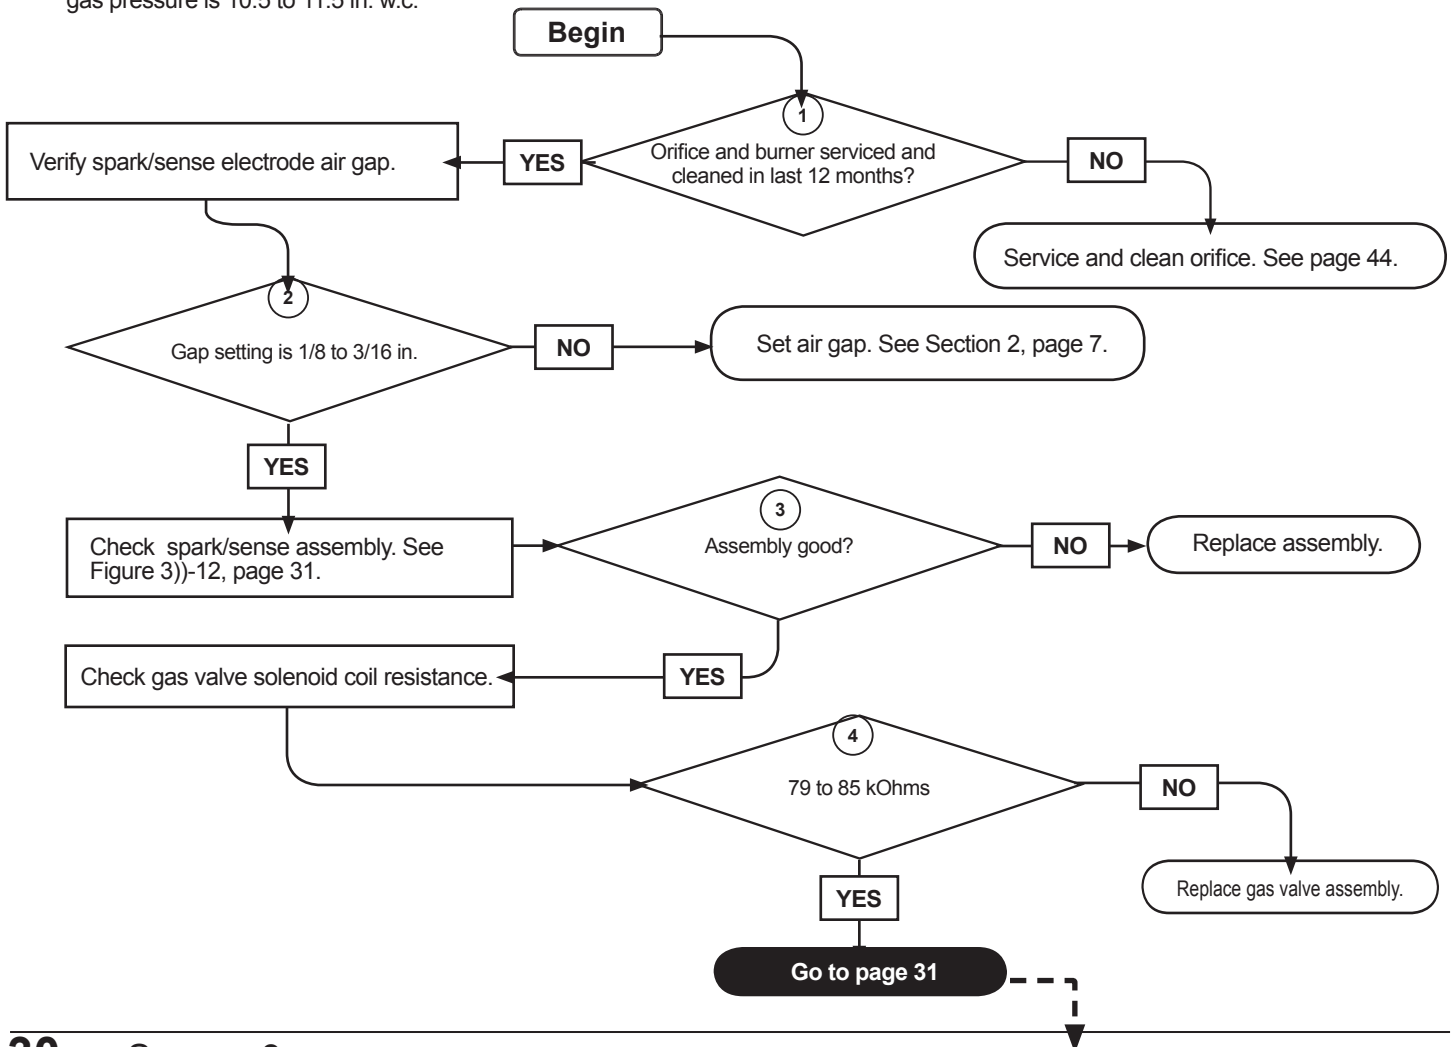 gas pressure is 10.5 to 11.5 in. w.c.
Begin
1
Orifice and burner serviced and
cleaned in last 12 months?
YES
NO
Verify spark/sense electrode air gap.
Service and clean orifice. See page 44.
2
Gap setting is 1/8 to 3/16 in.
NO
Set air gap. See Section 2, page 7.
YES
Check spark/sense assembly. See
Figure 3))-12, page 31.
3
Assembly good?
NO
Replace assembly.
YES
Check gas valve solenoid coil resistance.
4
79 to 85 kOhms
NO
Replace gas valve assembly.
YES
Go to page 31